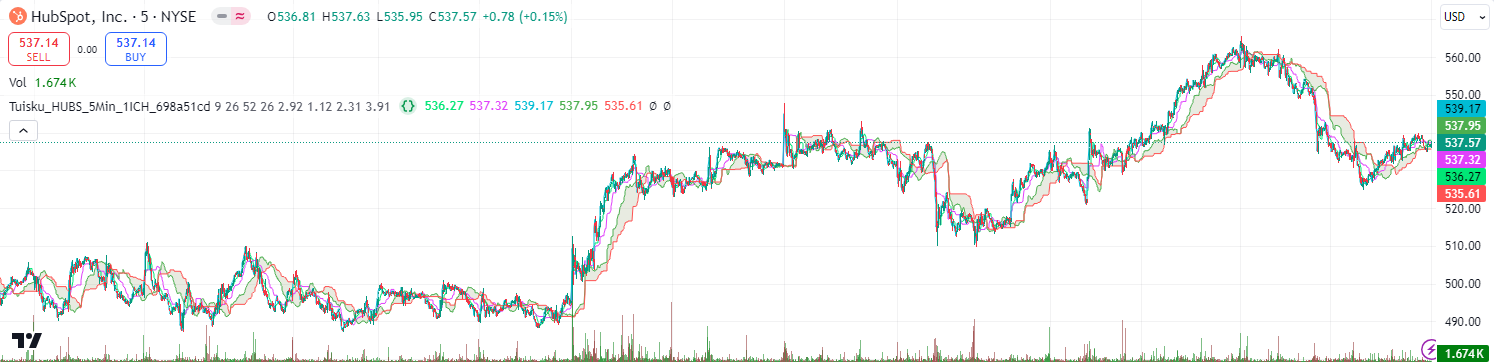 HubSpot, Inc. · 5 · NYSE O536.81 H537.63 L535.95 C537.57 +0.78 (+0.15%)
USD
537.14 0.00 537.14
SELL BUY
Vol 1.674K
Tuisku_HUBS_5Min_1ICH_698a51cd 9 26 52 26 2.92 1.12 2.31 3.91 536.27 537.32 539.17 537.95 535.61 Ø Ø
560.00
550.00
539.17
537.95
537.57
537.32
536.27
535.61
520.00
510.00
500.00
490.00
1.674K